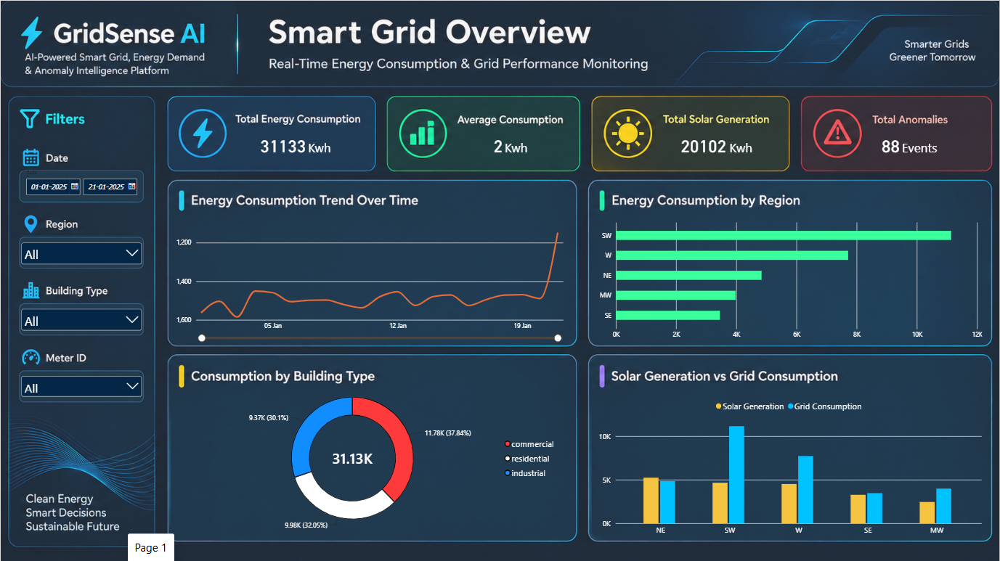 GridSense AI
AI-Powered Smart Grid, Energy Demand
& Anomaly Intelligence Platform
Smart Grid Overview
Real-Time Energy Consumption & Grid Performance Monitoring
Smarter Grids
Greener Tomorrow
Filters
Date
01-01-2025 21-01-2025
Region
All
Building Type
All
Meter ID
All
Clean Energy
Smart Decisions
Sustainable Future
Page 1
Total Energy Consumption
31133 Kwh
Average Consumption
2 Kwh
Total Solar Generation
20102 Kwh
Total Anomalies
88 Events
Energy Consumption Trend Over Time
1,200
1,400
1,600
05 Jan 12 Jan 19 Jan
Energy Consumption by Region
SW
W
NE
MW
SE
0K 2K 4K 6K 8K 10K 12K
Consumption by Building Type
9.37K (30.1%)
11.78K (37.84%)
31.13K
9.98K (32.05%)
commercial
residential
industrial
Solar Generation vs Grid Consumption
Solar Generation Grid Consumption
10K
5K
0K
NE SW W SE MW